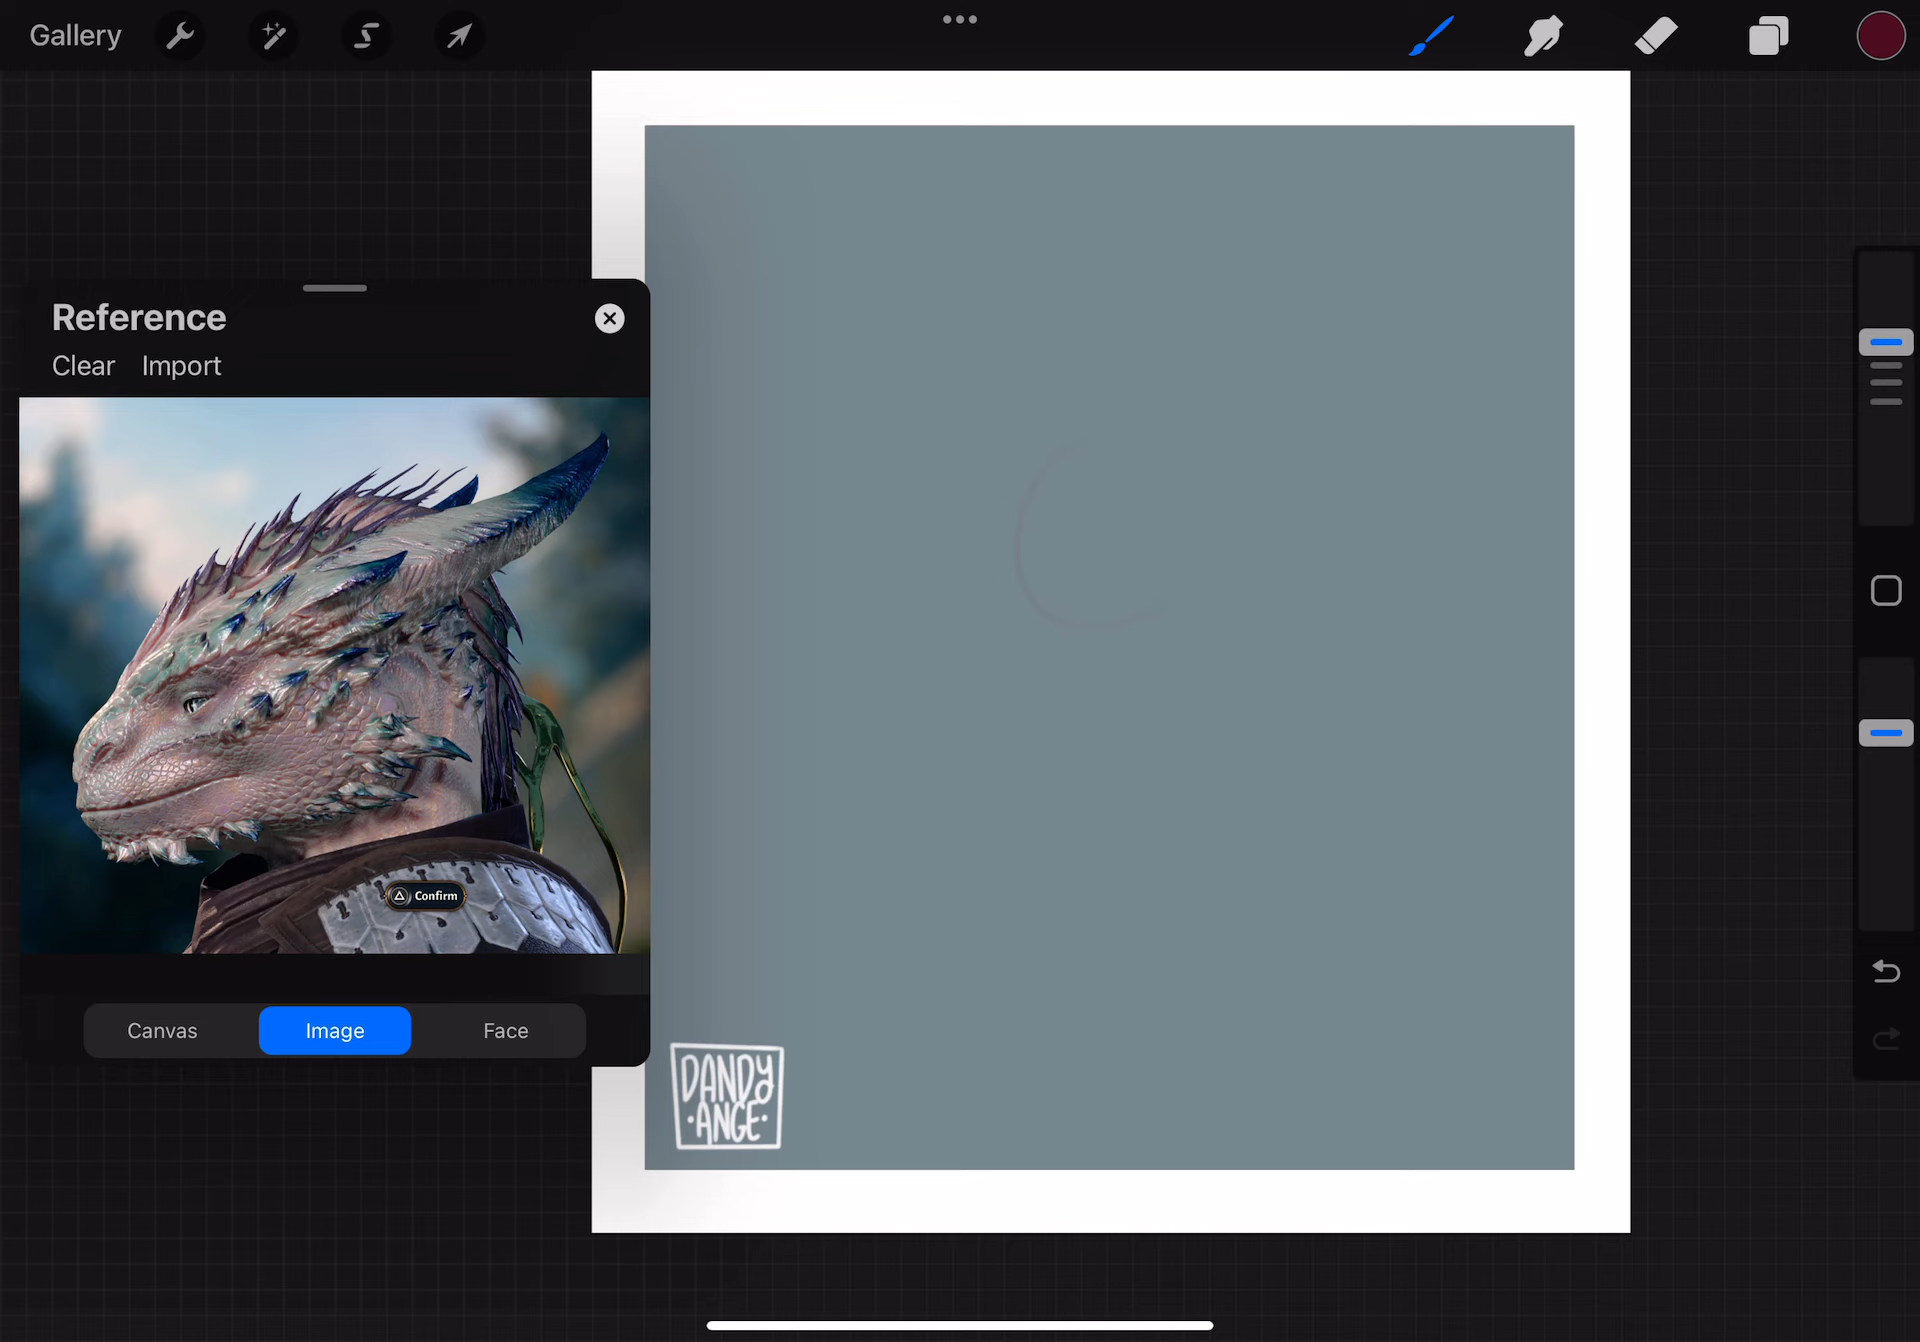 Gallery
Reference
Clear Import
Confirm
Canvas Image Face
DANDY
·ANGE·